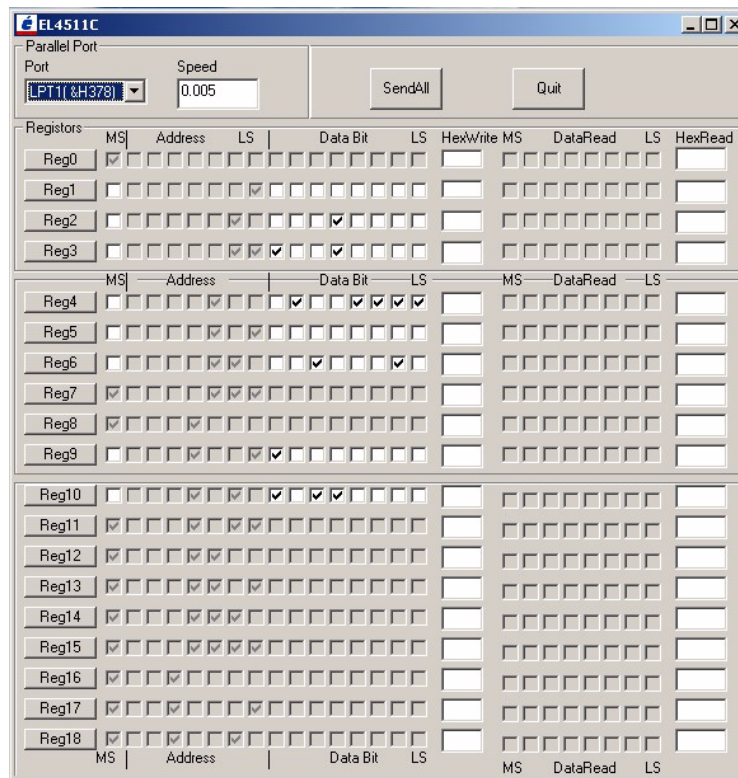 é EL4511C
Parallel Port
Port Speed
LPT1( &H378) 0.005 SendAll Quit
Registors
MS| Address LS | Data Bit LS HexWrite MS DataRead LS HexRead
Reg0
Reg1
Reg2
Reg3
MS| Address | Data Bit LS MS DataRead LS
Reg4
Reg5
Reg6
Reg7
Reg8
Reg9
Reg10
Reg11
Reg12
Reg13
Reg14
Reg15
Reg16
Reg17
Reg18
MS | Address | Data Bit LS MS DataRead LS